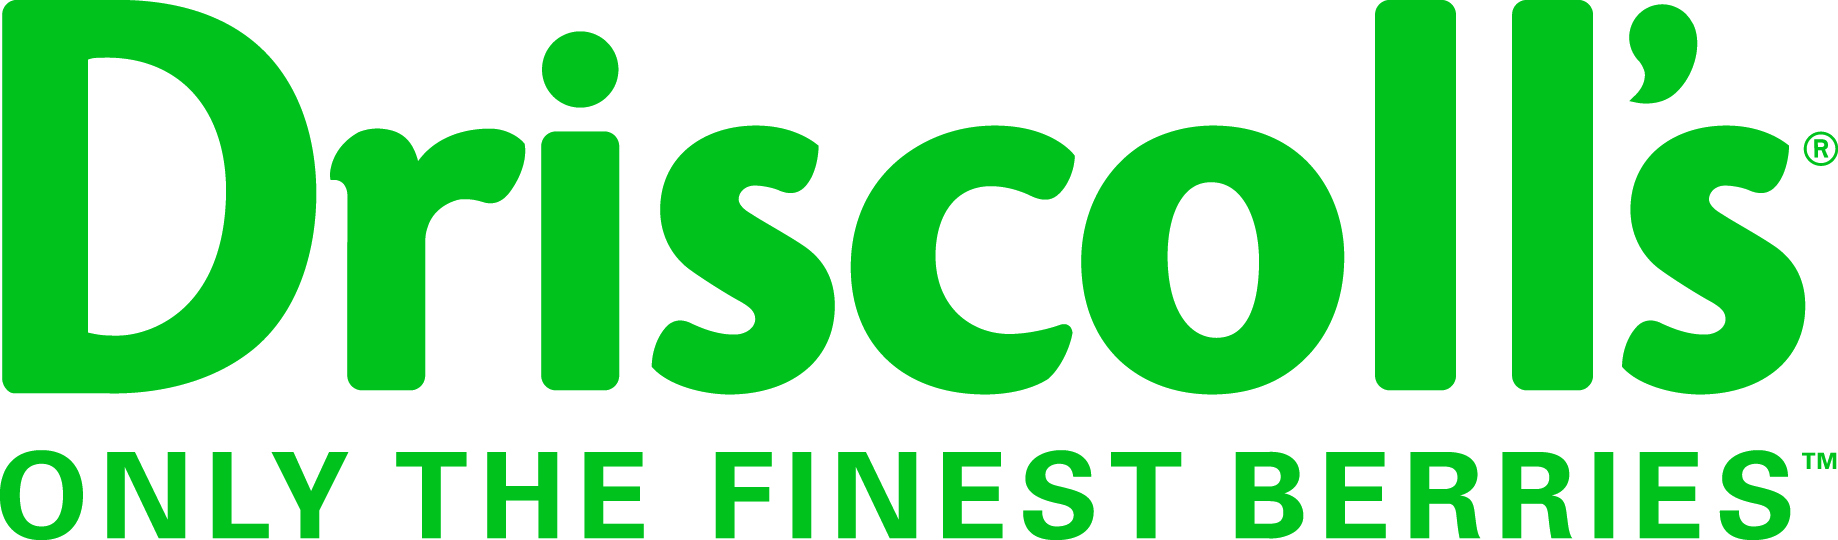 Driscoll's®
ONLY THE FINEST BERRIES™